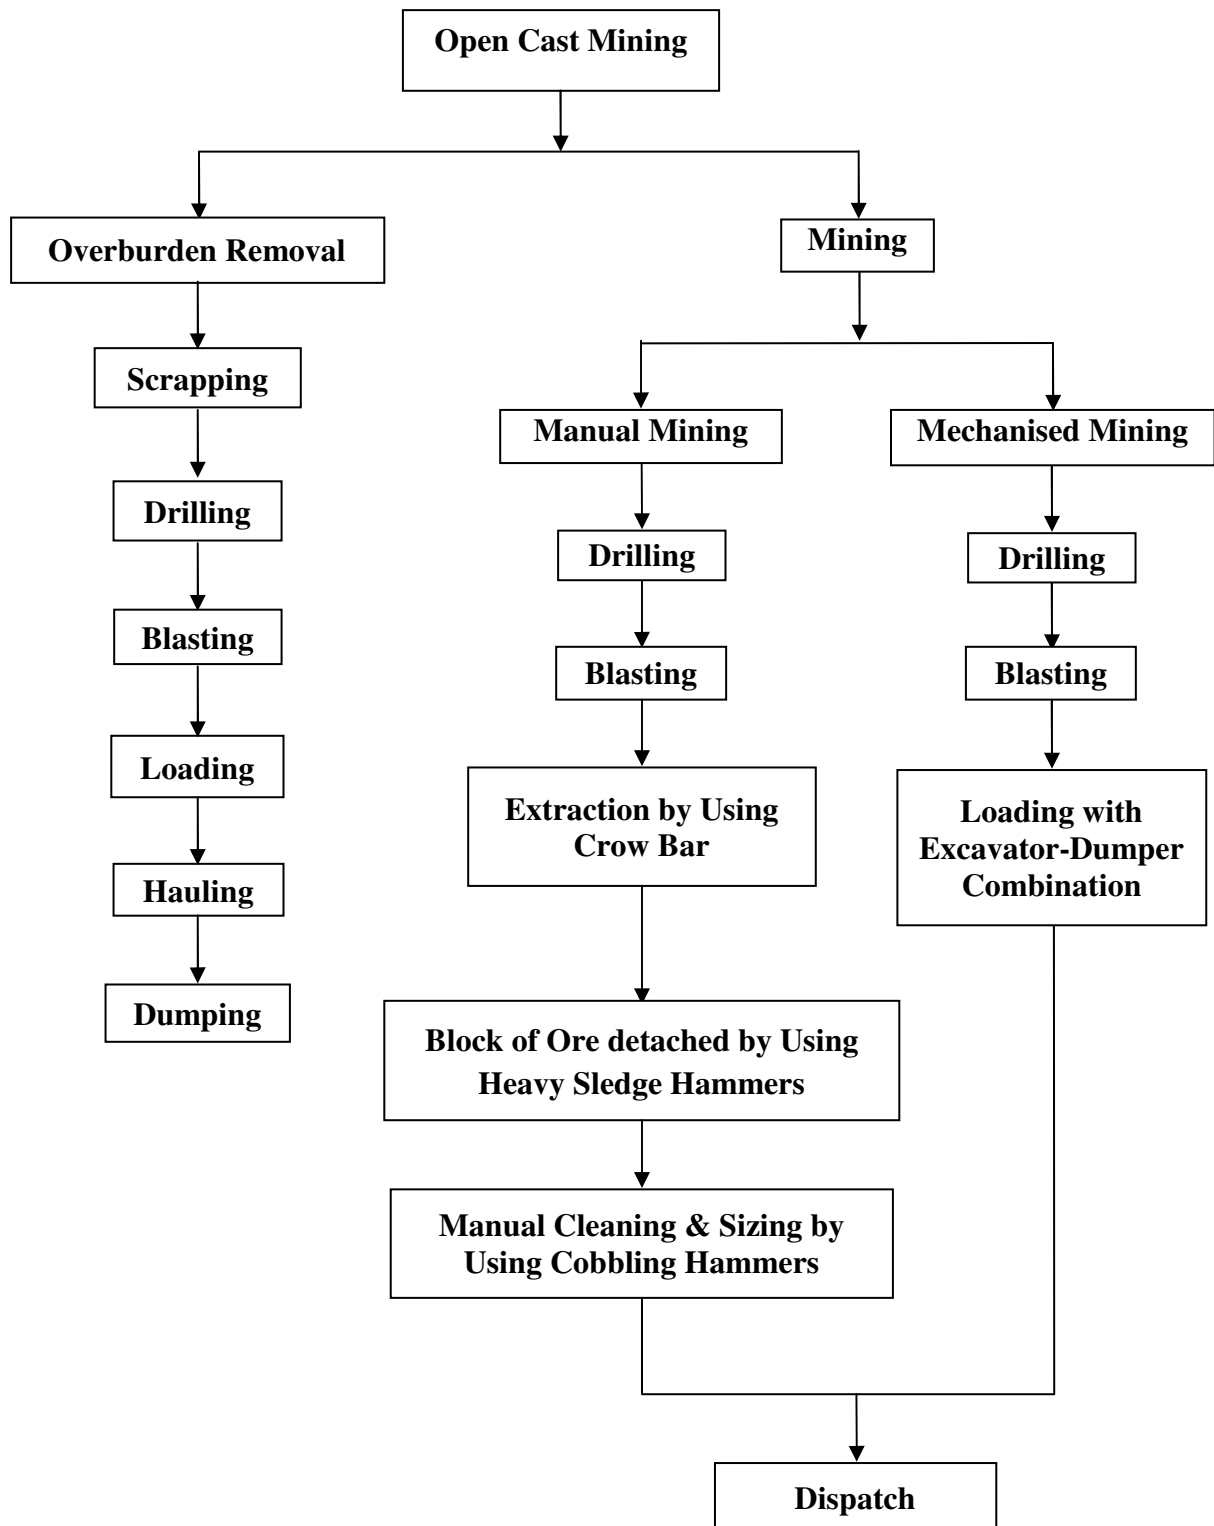 Open Cast Mining
Overburden Removal
Mining
Scrapping
Manual Mining
Mechanised Mining
Drilling
Drilling
Drilling
Blasting
Blasting
Blasting
Loading
Extraction by Using
Crow Bar
Loading with
Excavator-Dumper
Combination
Hauling
Dumping
Block of Ore detached by Using
Heavy Sledge Hammers
Manual Cleaning & Sizing by
Using Cobbling Hammers
Dispatch